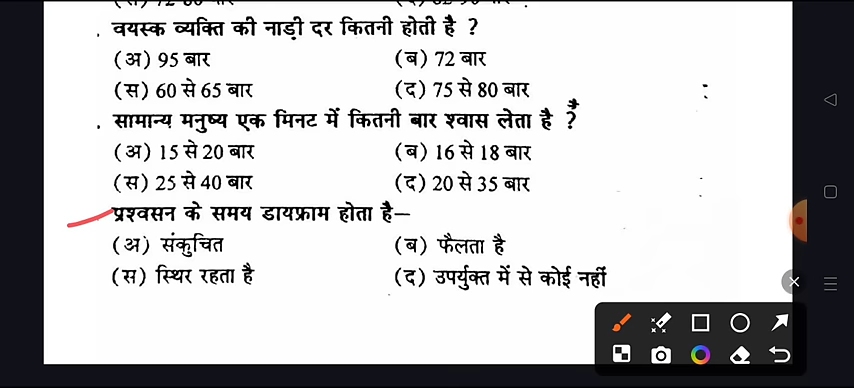 वयस्क व्यक्ति की नाड़ी दर कितनी होती है ?
(अ) 95 बार (ब) 72 बार
(स) 60 से 65 बार (द) 75 से 80 बार
सामान्य मनुष्य एक मिनट में कितनी बार श्वास लेता है ?
(अ) 15 से 20 बार (ब) 16 से 18 बार
(स) 25 से 40 बार (द) 20 से 35 बार
प्रश्वसन के समय डायफ्राम होता है—
(अ) संकुचित (ब) फैलता है
(स) स्थिर रहता है (द) उपर्युक्त में से कोई नहीं